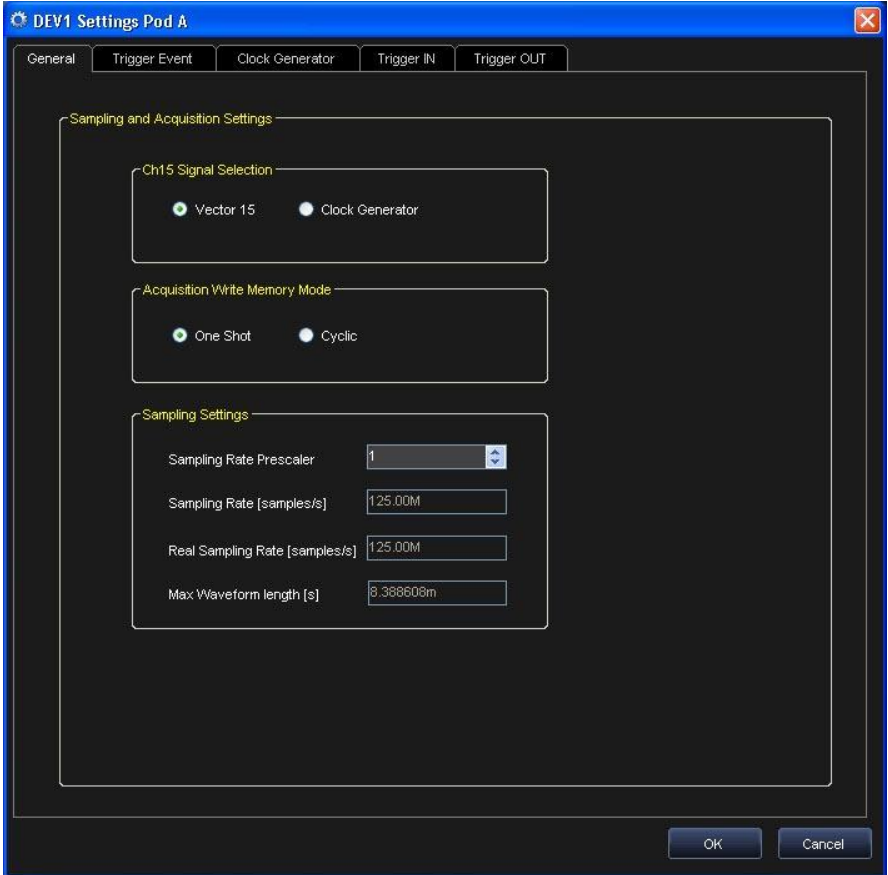 DEV1 Settings Pod A
General Trigger Event Clock Generator Trigger IN Trigger OUT
Sampling and Acquisition Settings
Ch15 Signal Selection
Vector 15 Clock Generator
Acquisition Write Memory Mode
One Shot Cyclic
Sampling Settings
Sampling Rate Prescaler 1
Sampling Rate [samples/s] 125.00M
Real Sampling Rate [samples/s] 125.00M
Max Waveform length [s] 8.388608m
OK Cancel